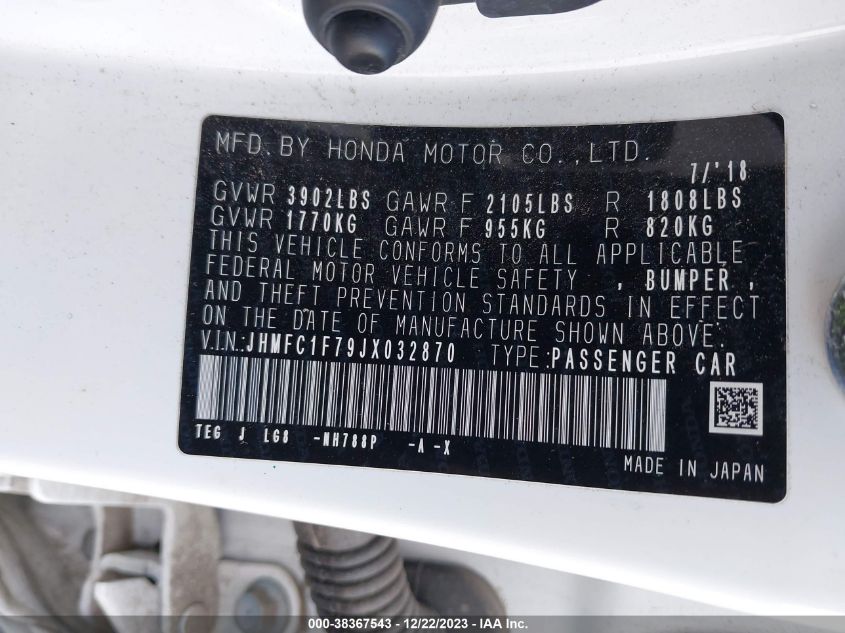 MFD. BY HONDA MOTOR CO., LTD. 7/'18
GVWR 3902LBS GAWR F 2105LBS R 1808LBS
GVWR 1770KG GAWR F 955KG R 820KG
THIS VEHICLE CONFORMS TO ALL APPLICABLE
FEDERAL MOTOR VEHICLE SAFETY , BUMPER ,
AND THEFT PREVENTION STANDARDS IN EFFECT
ON THE DATE OF MANUFACTURE SHOWN ABOVE.
V.I.N.:JHMFC1F79JX032870 TYPE:PASSENGER CAR
TEG J LG8 -NH788P -A -X
MADE IN JAPAN
000-38367543 - 12/22/2023 - IAA Inc.